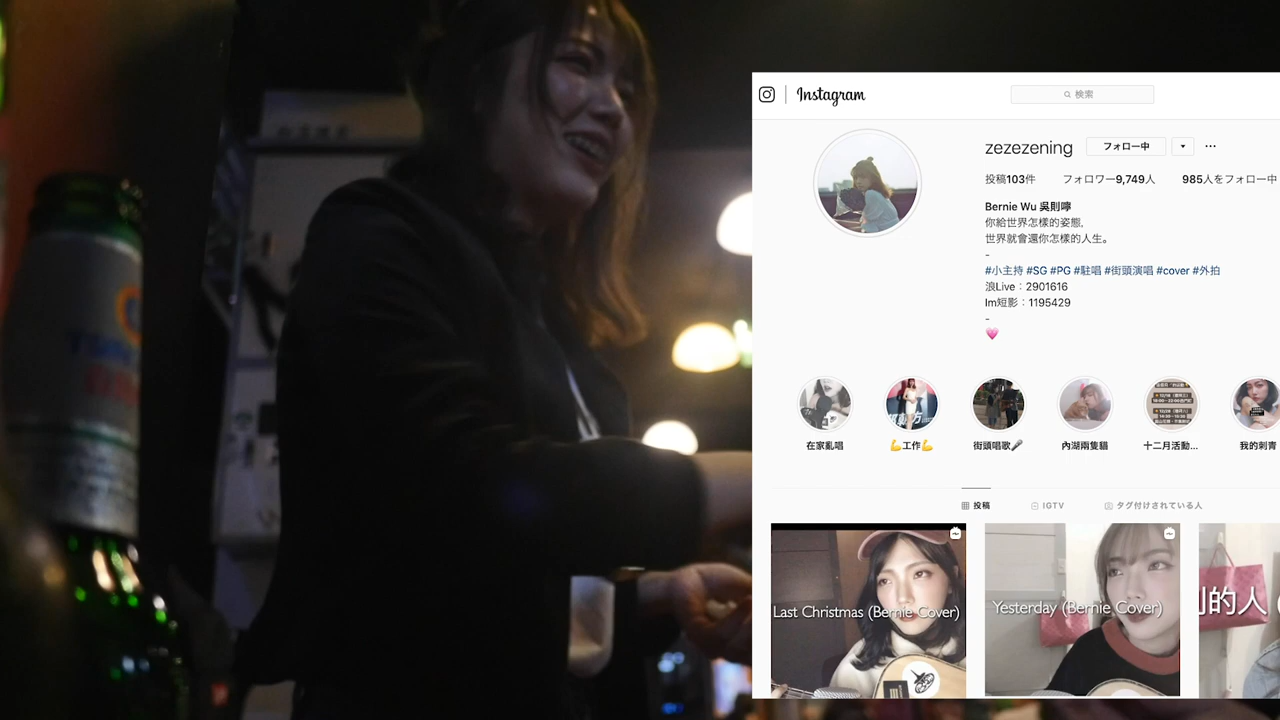 Instagram
検索
zezezening
フォロー中
投稿103件
フォロワー9,749人
985人をフォロー中
Bernie Wu 吳則嚀
你給世界怎樣的姿態,
世界就會還你怎樣的人生。
-
#小主持 #SG #PG #駐唱 #街頭演唱 #cover #外拍
浪Live：2901616
lm短影：1195429
-
在家亂唱
💪工作💪
街頭唱歌🎤
內湖兩隻貓
十二月活動...
我的刺青
投稿
IGTV
タグ付けされている人
Last Christmas (Bernie Cover)
Yesterday (Bernie Cover)
的人